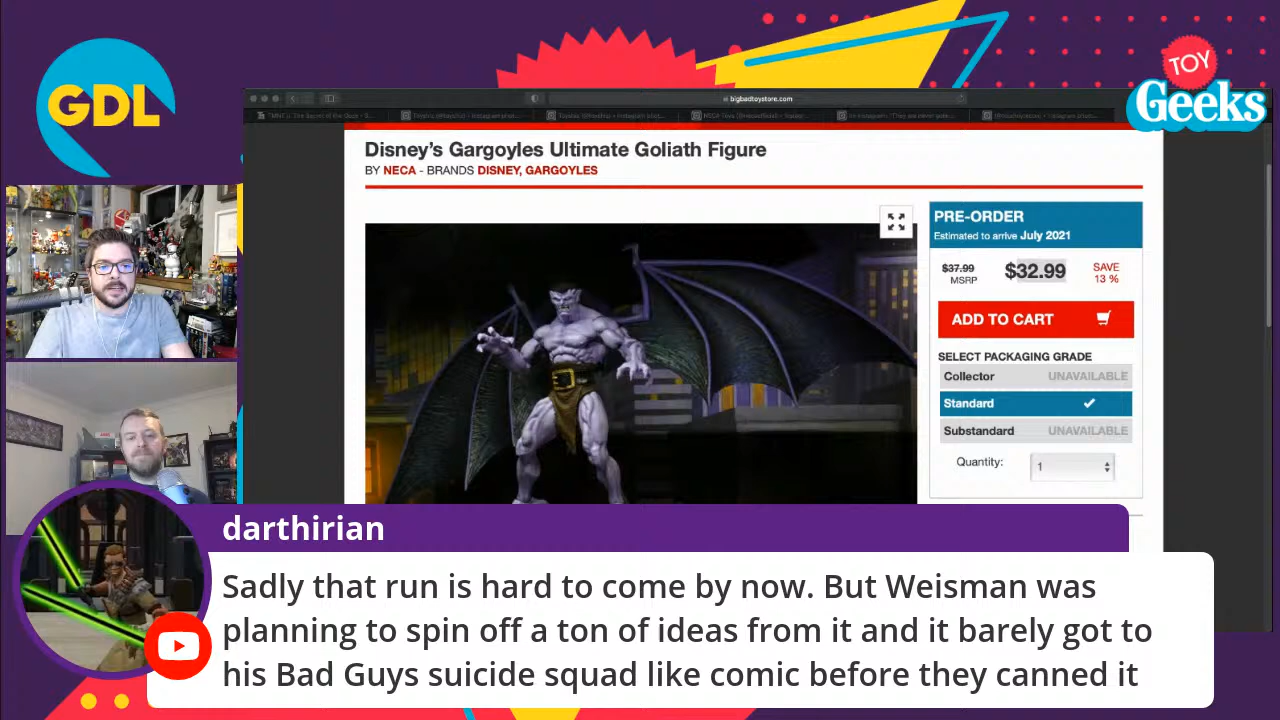 GDL
TOY
Geeks
bigbadtoystore.com
Disney's Gargoyles Ultimate Goliath Figure
BY NECA - BRANDS DISNEY, GARGOYLES
PRE-ORDER
Estimated to arrive July 2021
$37.99
MSRP
$32.99
SAVE
13 %
ADD TO CART
SELECT PACKAGING GRADE
Collector UNAVAILABLE
Standard
Substandard UNAVAILABLE
Quantity: 1
darthirian
Sadly that run is hard to come by now. But Weisman was
planning to spin off a ton of ideas from it and it barely got to
his Bad Guys suicide squad like comic before they canned it